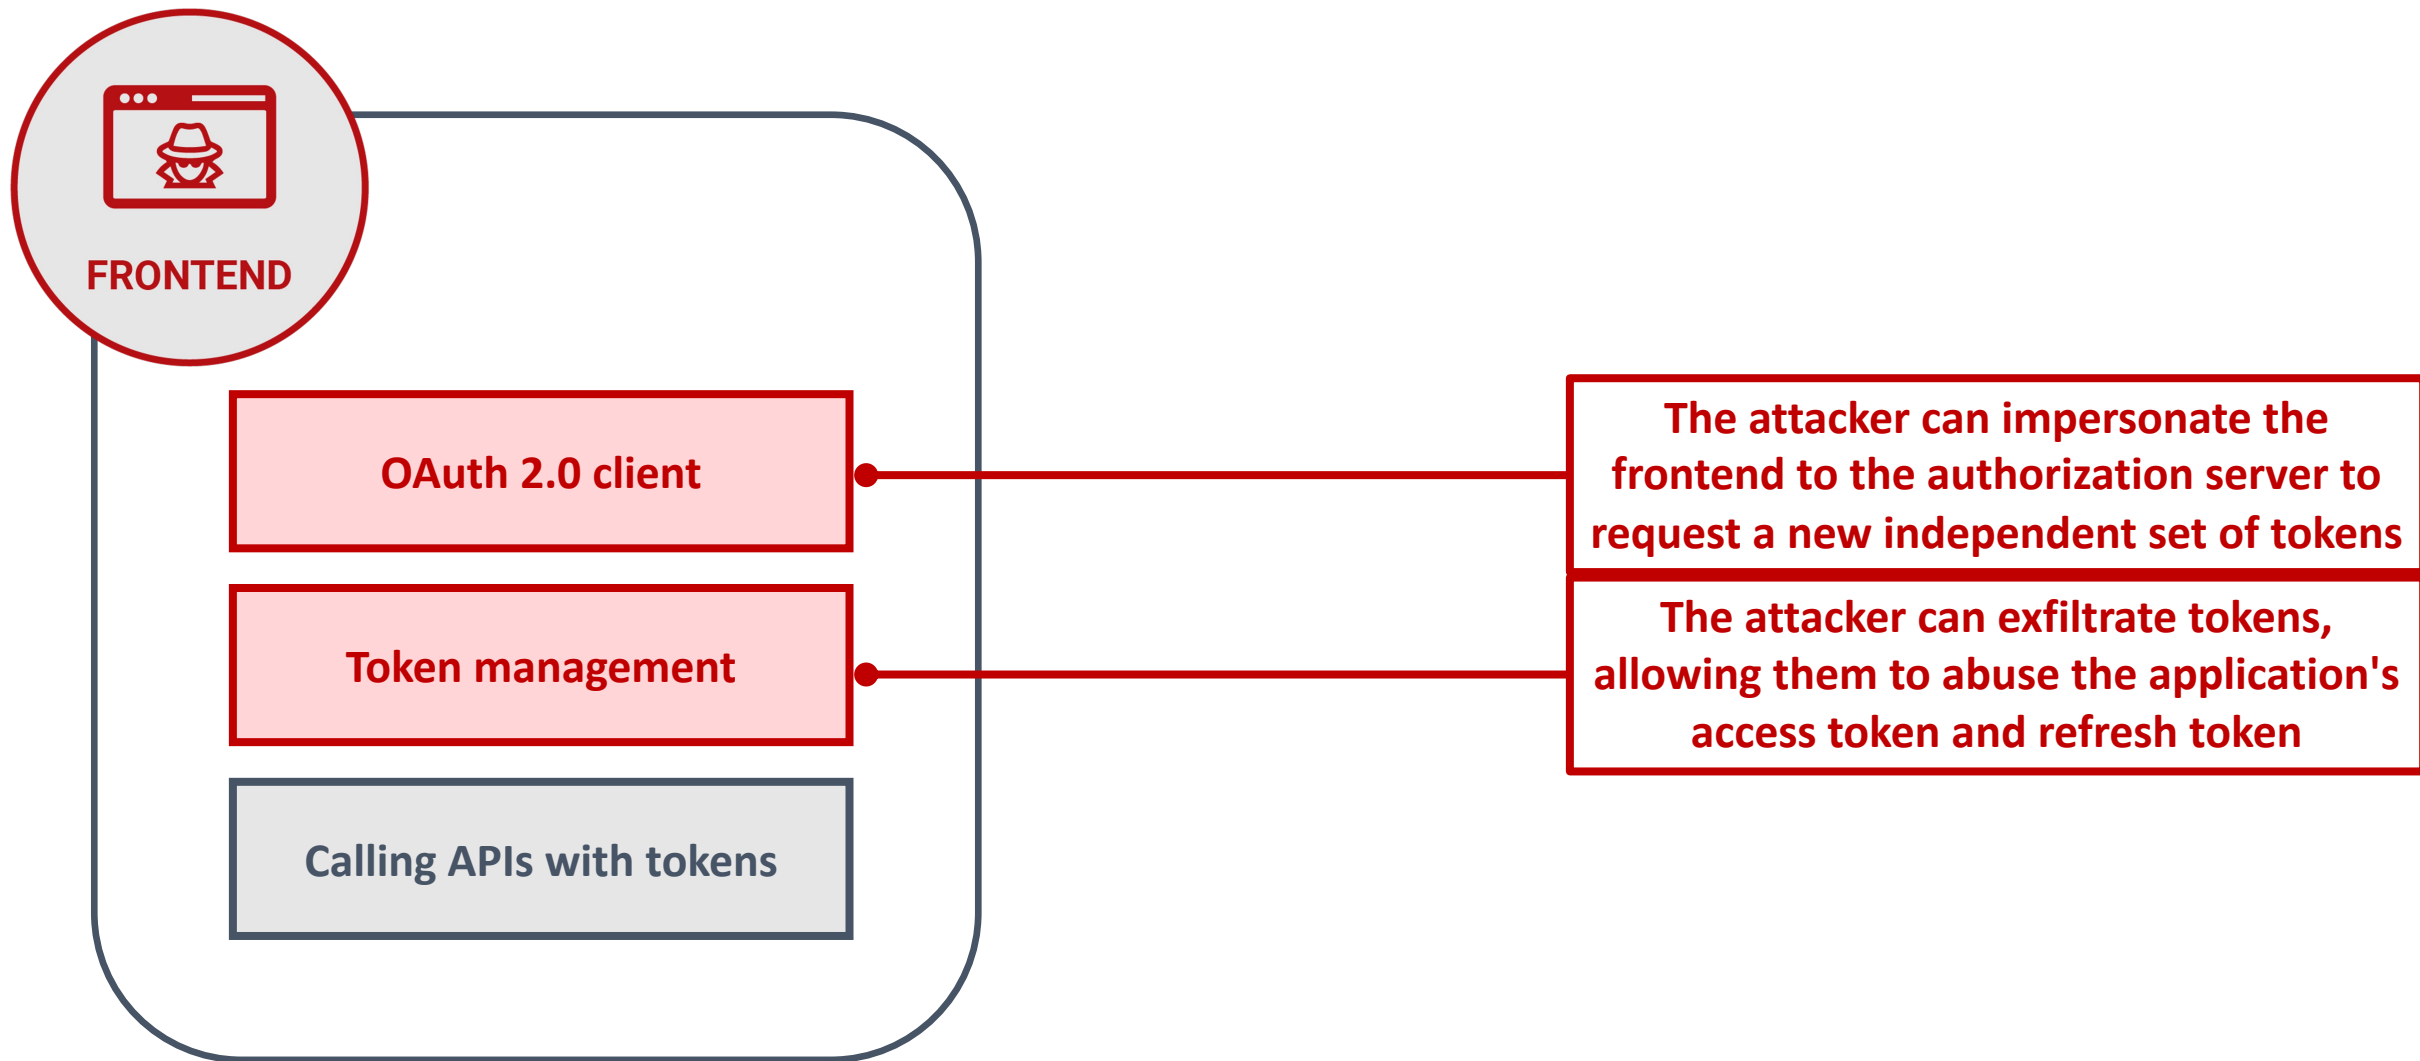 FRONTEND
OAuth 2.0 client
Token management
Calling APIs with tokens
The attacker can impersonate the
frontend to the authorization server to
request a new independent set of tokens
The attacker can exfiltrate tokens,
allowing them to abuse the application's
access token and refresh token